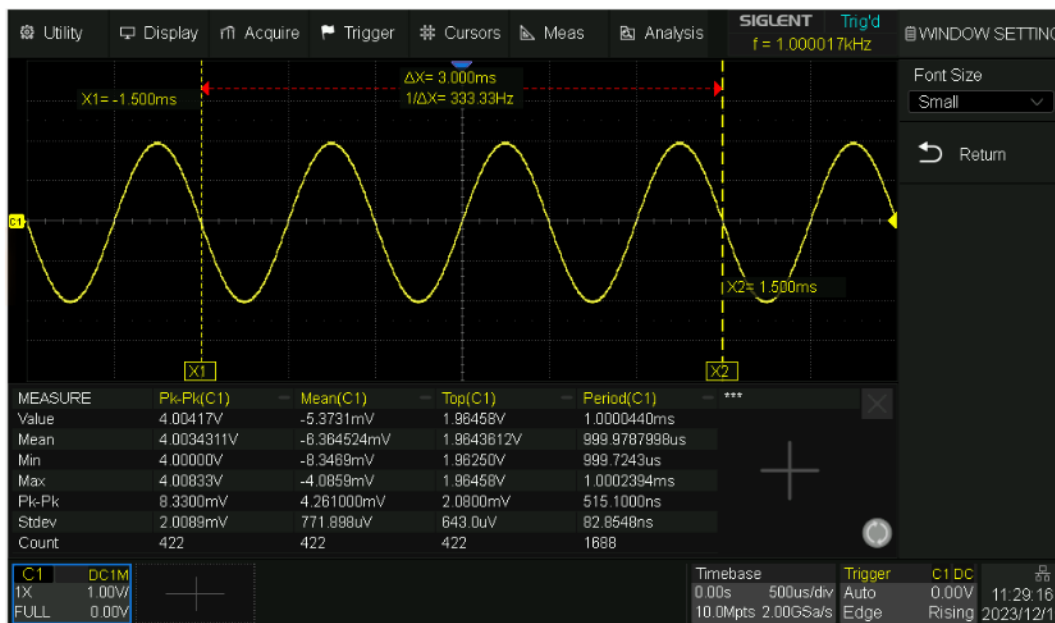 Utility Display Acquire Trigger Cursors Meas Analysis SIGLENT Trig'd
f = 1.000017kHz
WINDOW SETTING
Font Size
Small
Return
ΔX= 3.000ms
1/ΔX= 333.33Hz
X1= -1.500ms
C1
X2= 1.500ms
X1 X2
MEASURE Pk-Pk(C1) Mean(C1) Top(C1) Period(C1) ***
Value 4.00417V -5.3731mV 1.96458V 1.0000440ms
Mean 4.0034311V -6.364524mV 1.9643612V 999.9787998us
Min 4.00000V -8.3469mV 1.96250V 999.7243us
Max 4.00833V -4.0859mV 1.96458V 1.0002394ms
Pk-Pk 8.3300mV 4.261000mV 2.0800mV 515.1000ns
Stdev 2.0089mV 771.898uV 643.0uV 82.8548ns
Count 422 422 422 1688
C1 DC1M
1X 1.00V/
FULL 0.00V
Timebase
0.00s 500us/div
10.0Mpts 2.00GSa/s
Trigger C1 DC
Auto 0.00V
Edge Rising
11:29:16
2023/12/1